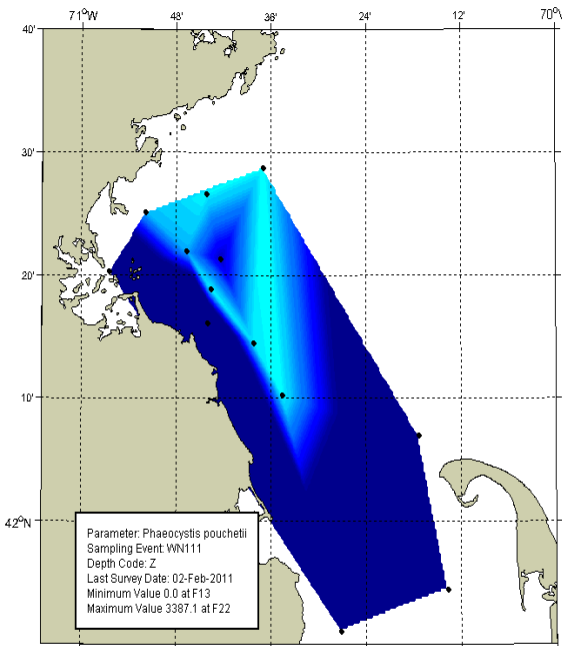 71°W 48' 36' 24' 12' 70°W
40'
30'
20'
10'
42°N
Parameter: Phaeocystis pouchetii
Sampling Event: WN111
Depth Code: Z
Last Survey Date: 02-Feb-2011
Minimum Value 0.0 at F13
Maximum Value 3387.1 at F22